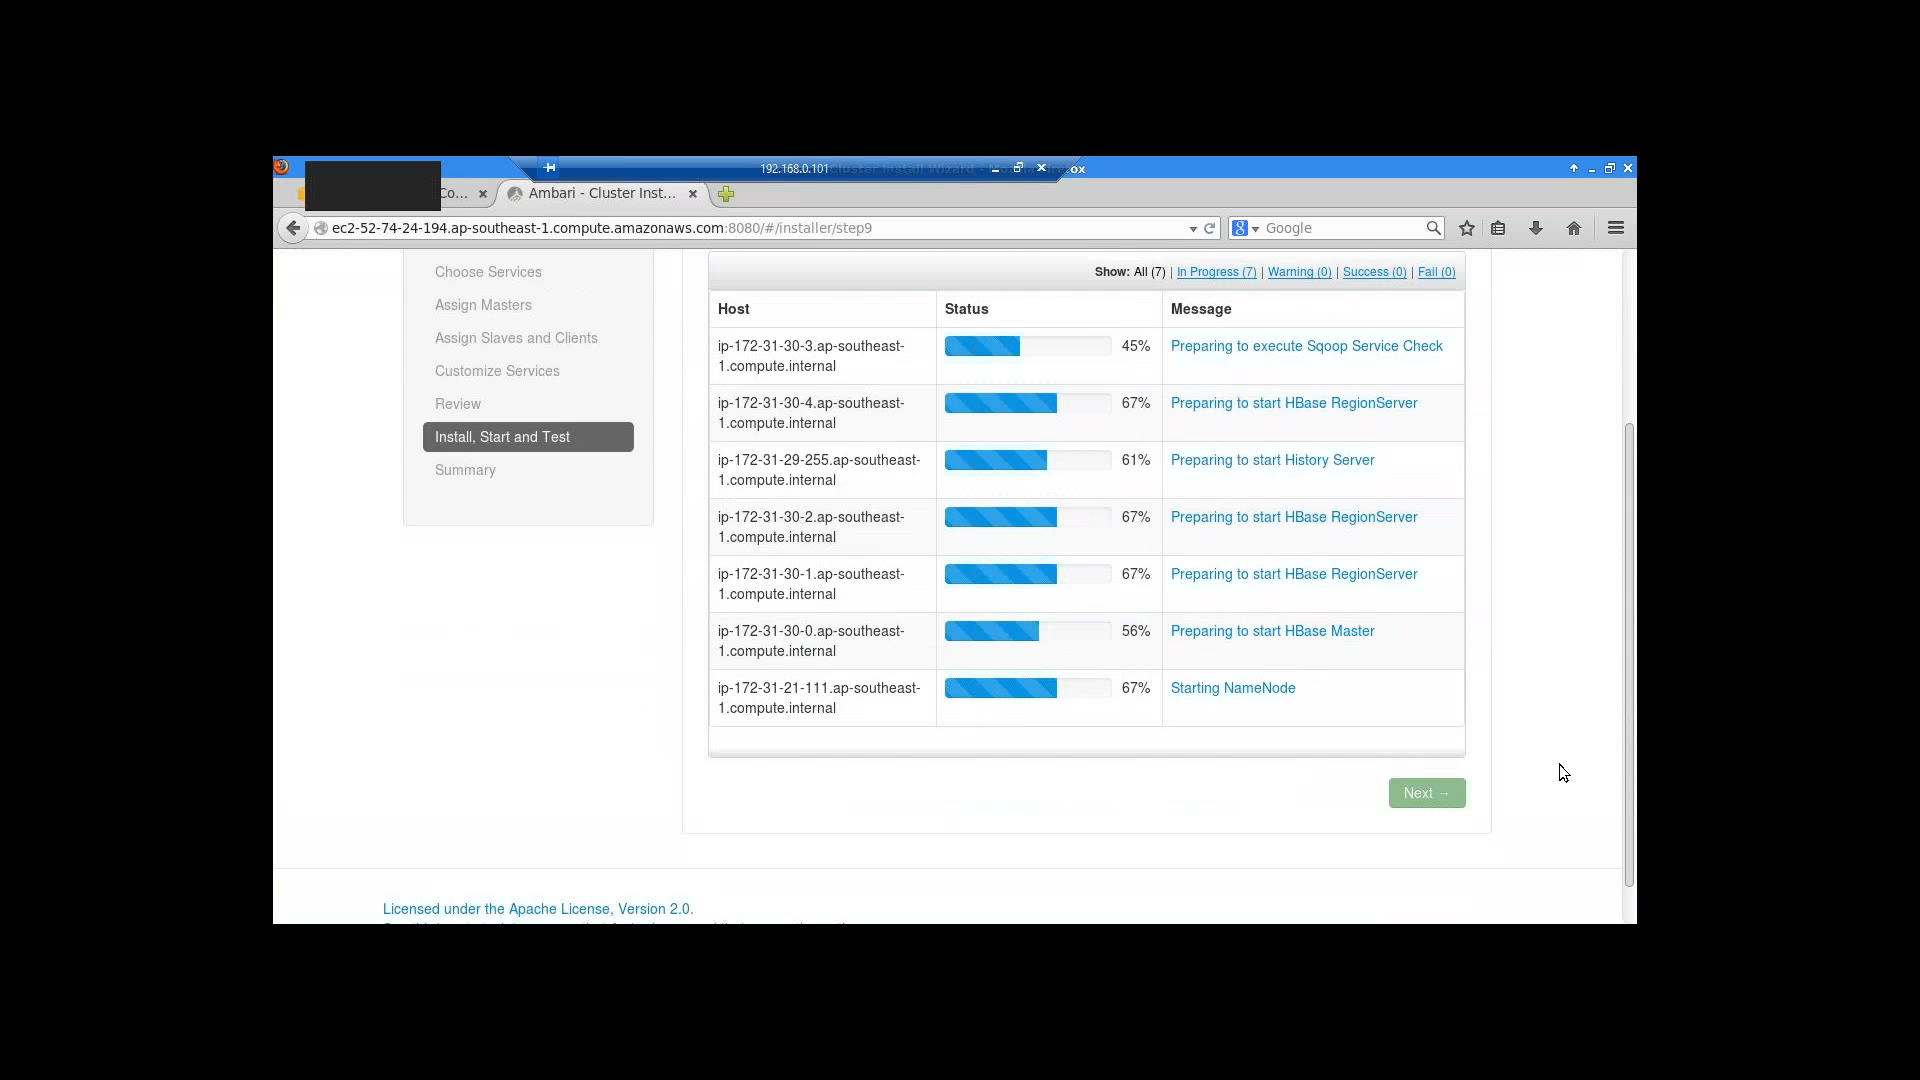 192.168.0.101
ox
Co...
Ambari - Cluster Inst...
ec2-52-74-24-194.ap-southeast-1.compute.amazonaws.com:8080/#/installer/step9
Google
Choose Services
Assign Masters
Assign Slaves and Clients
Customize Services
Review
Install, Start and Test
Summary
Show: All (7) | In Progress (7) | Warning (0) | Success (0) | Fail (0)
Host Status Message
ip-172-31-30-3.ap-southeast-
1.compute.internal
45%
Preparing to execute Sqoop Service Check
ip-172-31-30-4.ap-southeast-
1.compute.internal
67%
Preparing to start HBase RegionServer
ip-172-31-29-255.ap-southeast-
1.compute.internal
61%
Preparing to start History Server
ip-172-31-30-2.ap-southeast-
1.compute.internal
67%
Preparing to start HBase RegionServer
ip-172-31-30-1.ap-southeast-
1.compute.internal
67%
Preparing to start HBase RegionServer
ip-172-31-30-0.ap-southeast-
1.compute.internal
56%
Preparing to start HBase Master
ip-172-31-21-111.ap-southeast-
1.compute.internal
67%
Starting NameNode
Next →
Licensed under the Apache License, Version 2.0.